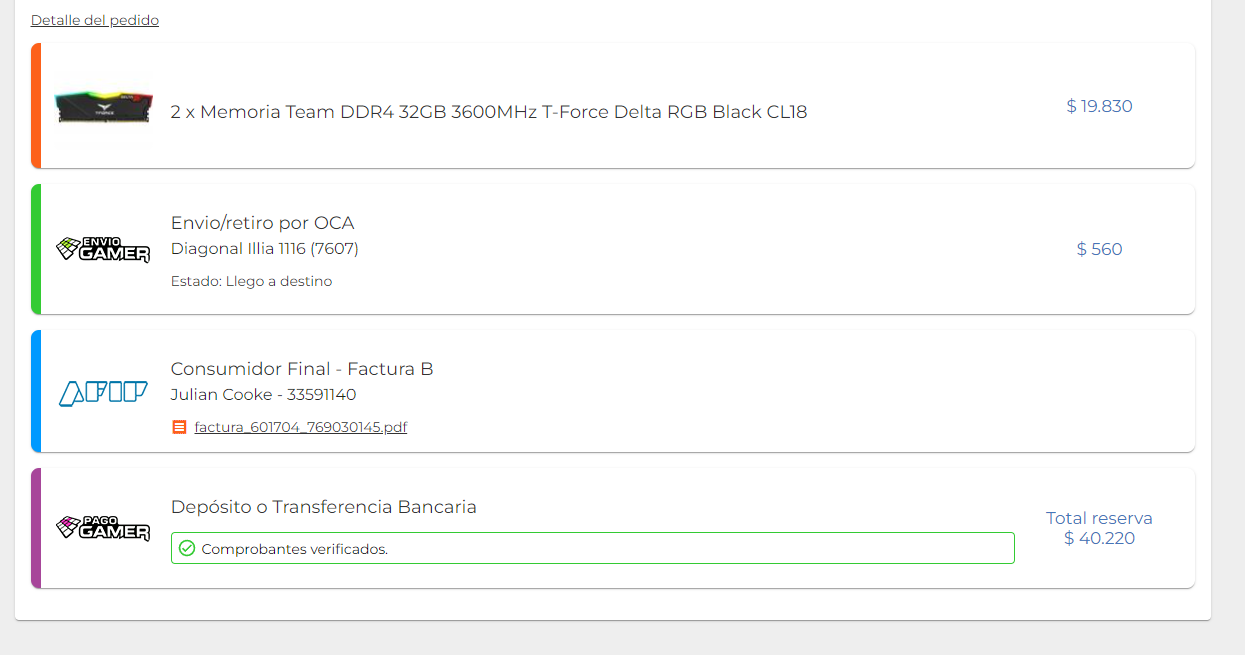 Detalle del pedido
2 x Memoria Team DDR4 32GB 3600MHz T-Force Delta RGB Black CL18
$ 19.830
ENVIO
GAMER
Envio/retiro por OCA
Diagonal Illia 1116 (7607)
Estado: Llego a destino
$ 560
AFIP
Consumidor Final - Factura B
Julian Cooke - 33591140
factura_601704_769030145.pdf
PAGO
GAMER
Depósito o Transferencia Bancaria
Comprobantes verificados.
Total reserva
$ 40.220